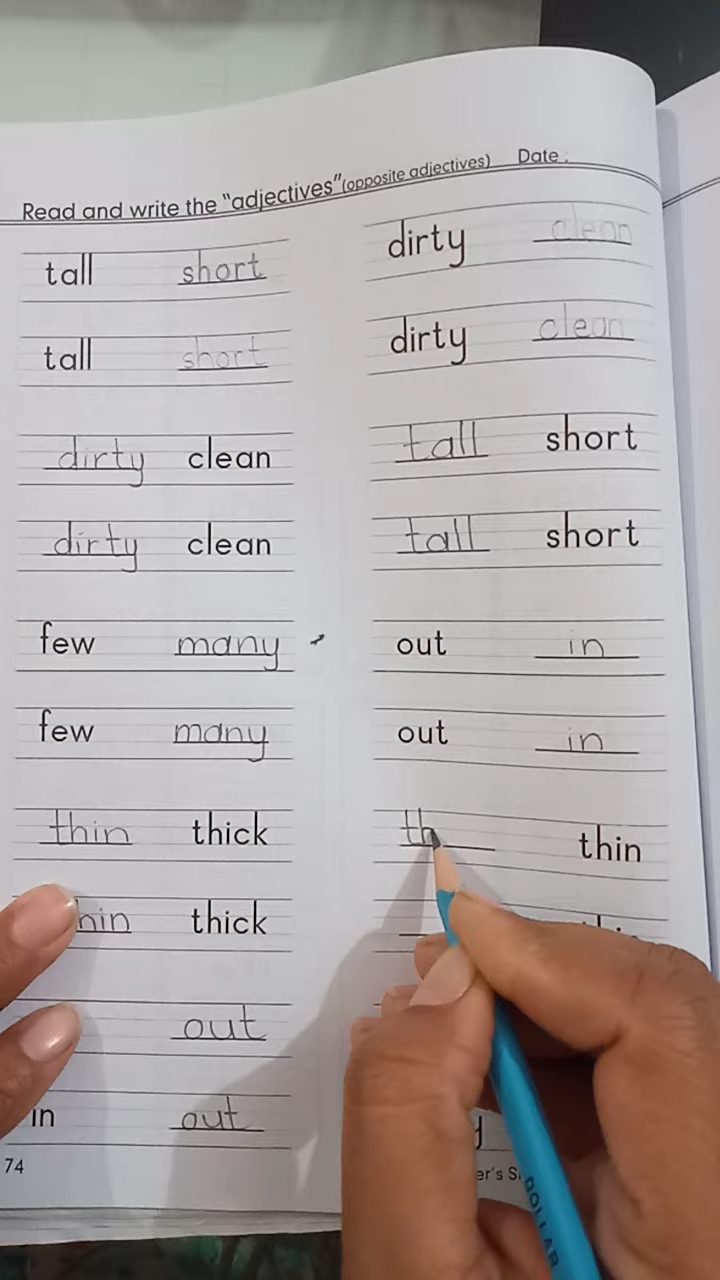 Read and write the "adjectives"(opposite adjectives) Date :
tall short
tall short
dirty clean
dirty clean
few many
few many
thin thick
hin thick
out
in out
74
dirty clean
dirty clean
tall short
tall short
out in
out in
th thin
er's S
DOLLAR